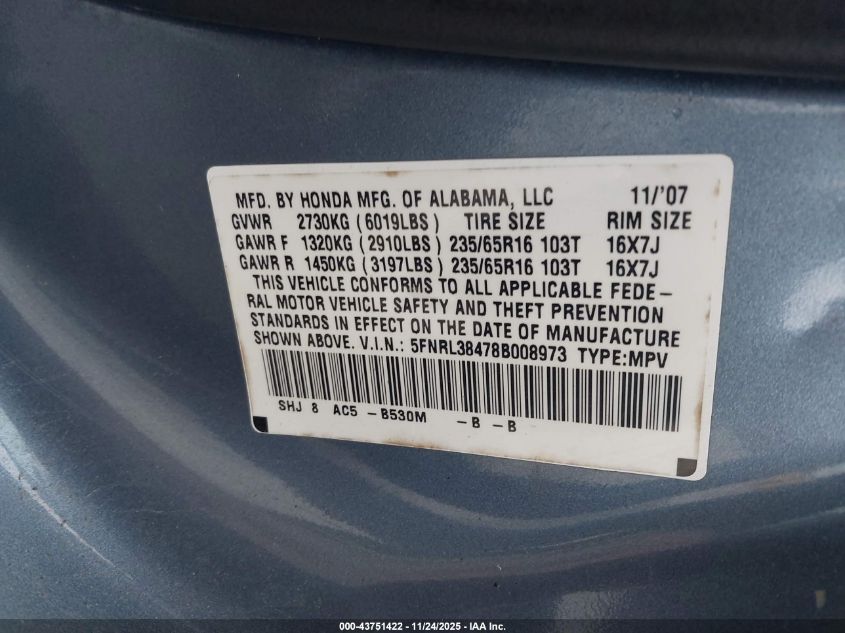 MFD. BY HONDA MFG. OF ALABAMA, LLC 11/'07
GVWR 2730KG (6019LBS) TIRE SIZE RIM SIZE
GAWR F 1320KG (2910LBS) 235/65R16 103T 16X7J
GAWR R 1450KG (3197LBS) 235/65R16 103T 16X7J
THIS VEHICLE CONFORMS TO ALL APPLICABLE FEDE-
RAL MOTOR VEHICLE SAFETY AND THEFT PREVENTION
STANDARDS IN EFFECT ON THE DATE OF MANUFACTURE
SHOWN ABOVE. V.I.N.: 5FNRL38478B008973 TYPE:MPV
SHJ 8 AC5 -B530M -B -B
000-43751422 - 11/24/2025 - IAA Inc.